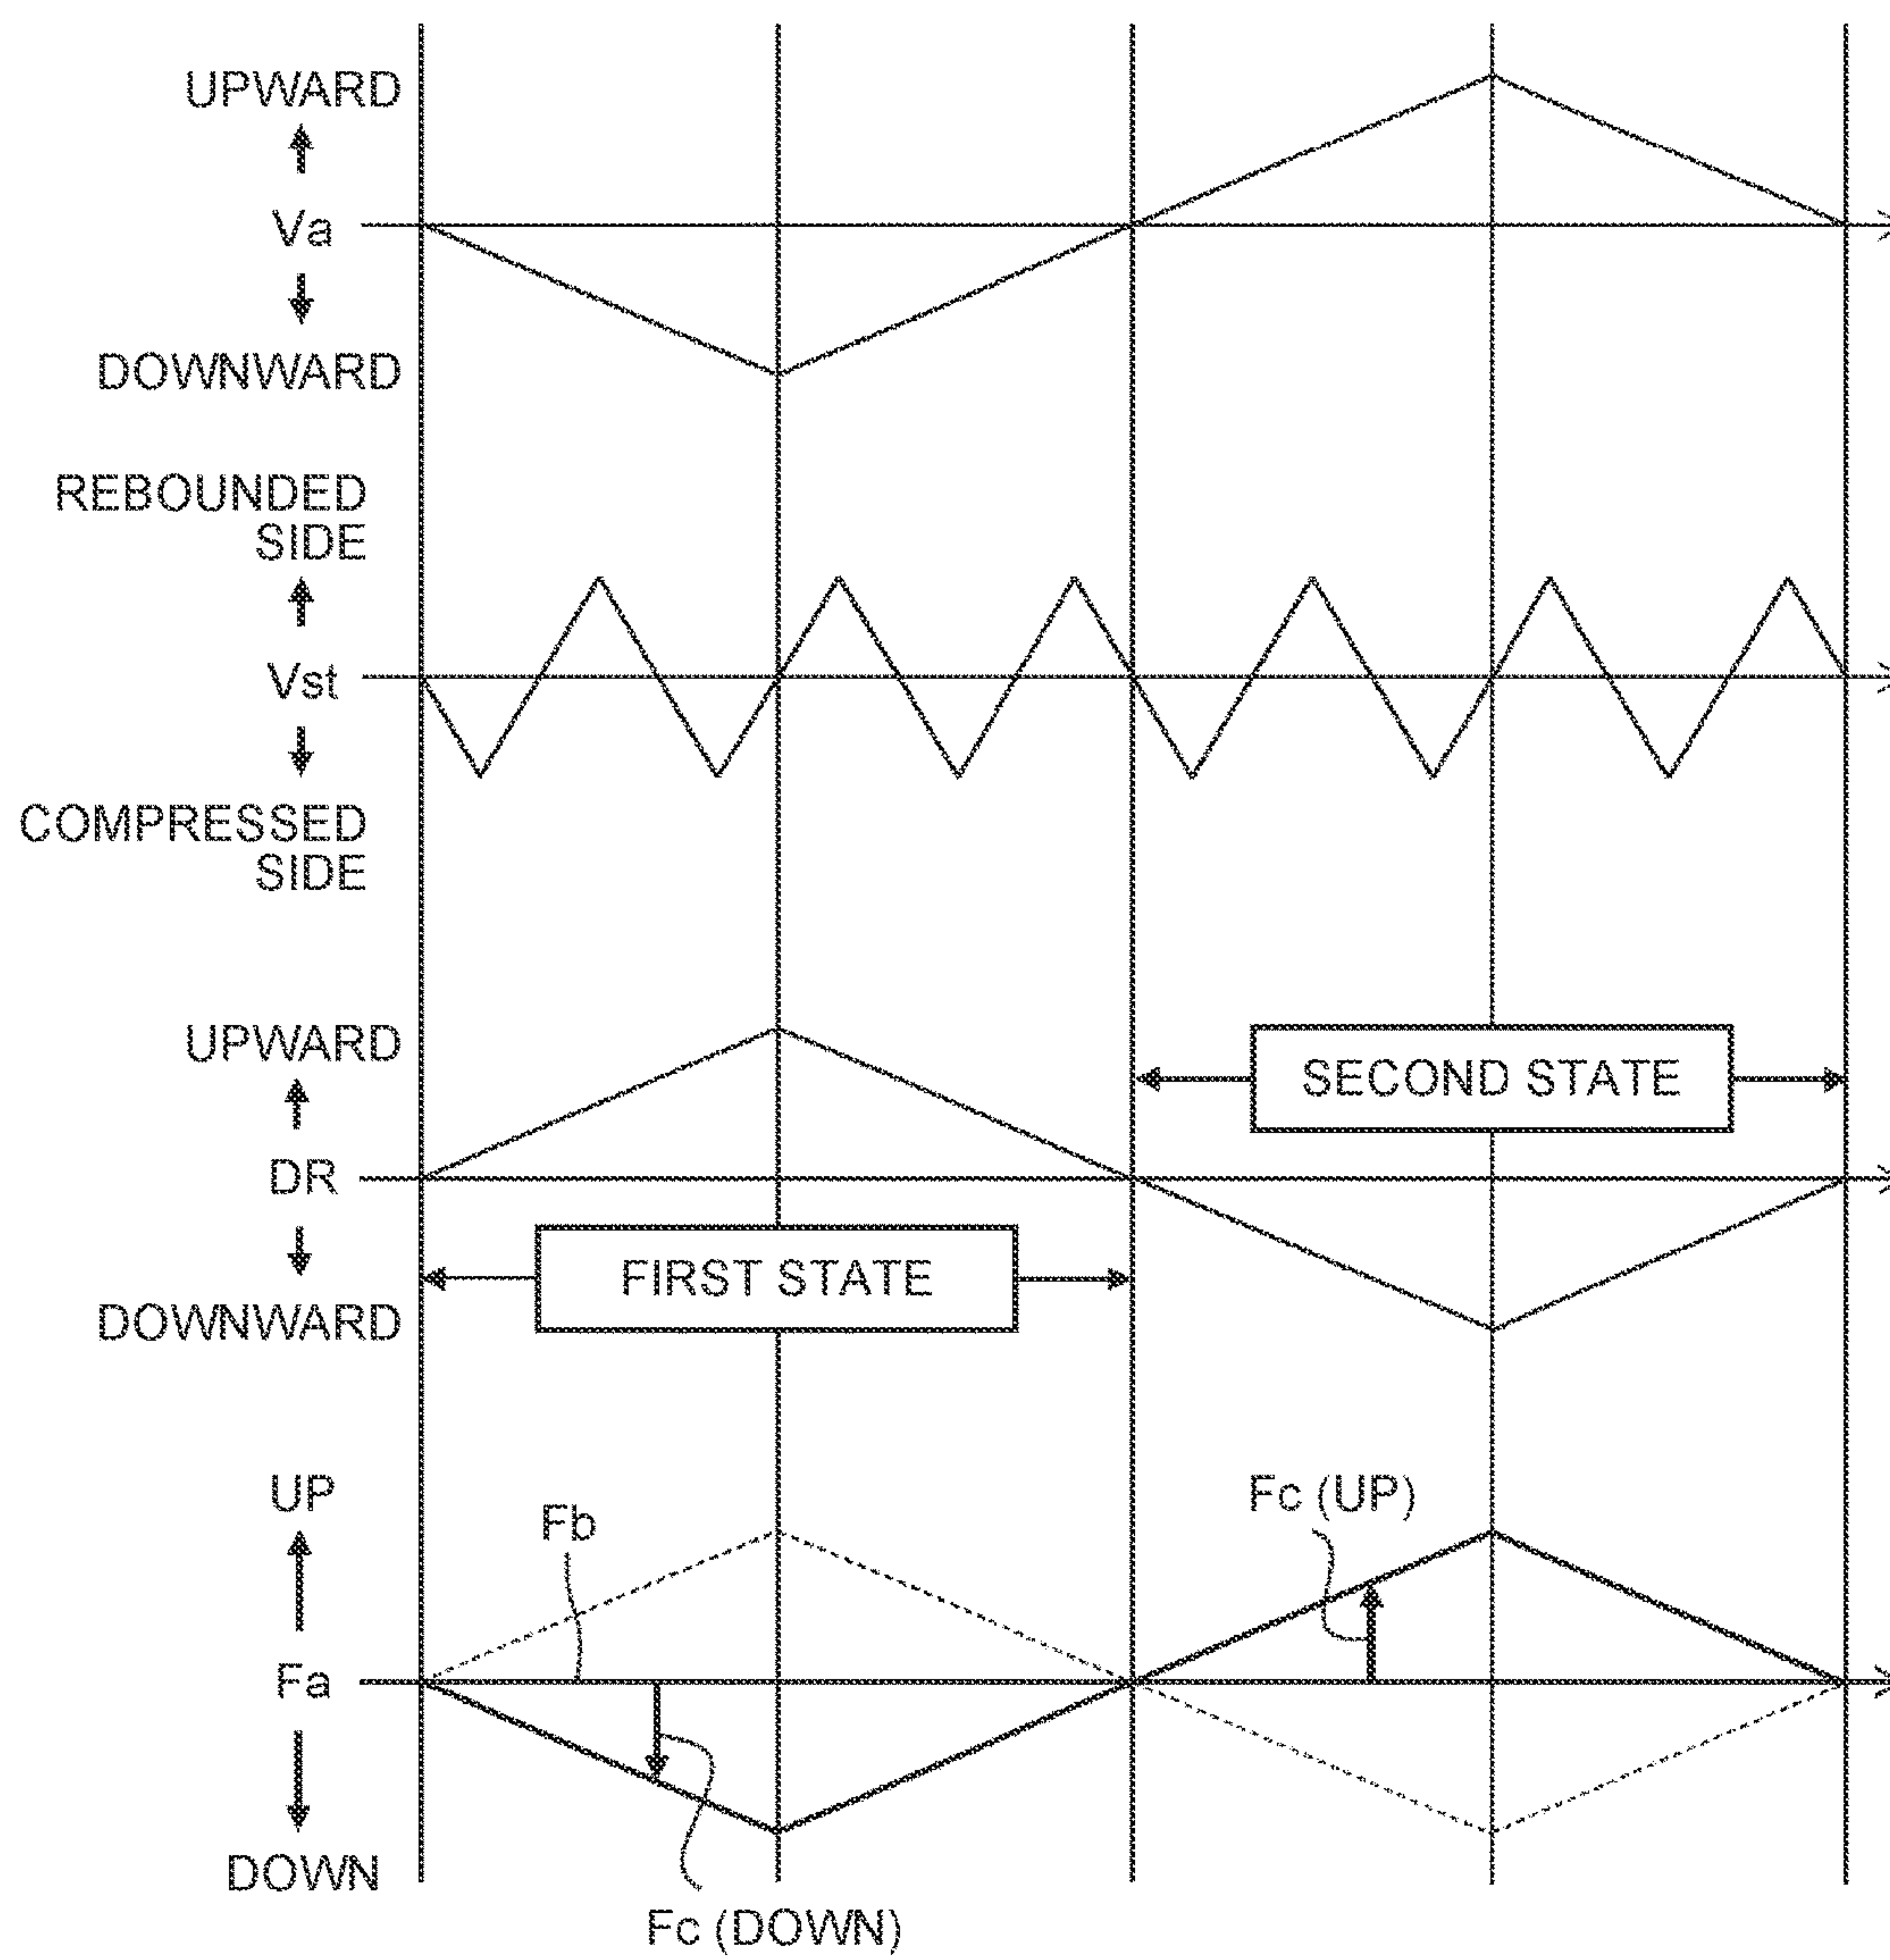 UPWARD
Va
DOWNWARD
REBOUNDED
SIDE
Vst
COMPRESSED
SIDE
UPWARD
SECOND STATE
DR
FIRST STATE
DOWNWARD
UP
Fc (UP)
Fb
Fa
DOWN
Fc (DOWN)